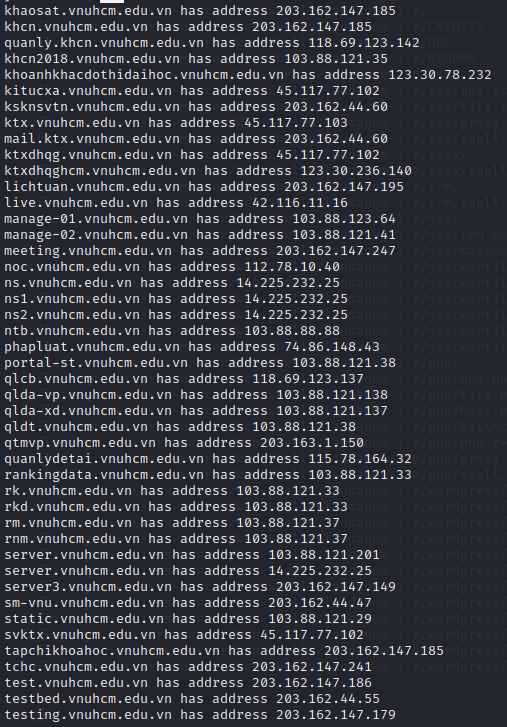 khaosat.vnuhcm.edu.vn has address 203.162.147.185
khcn.vnuhcm.edu.vn has address 203.162.147.185
quanly.khcn.vnuhcm.edu.vn has address 118.69.123.142
khcn2018.vnuhcm.edu.vn has address 103.88.121.35
khoanhkhacdothidaihoc.vnuhcm.edu.vn has address 123.30.78.232
kitucxa.vnuhcm.edu.vn has address 45.117.77.102
ksknsvtn.vnuhcm.edu.vn has address 203.162.44.60
ktx.vnuhcm.edu.vn has address 45.117.77.103
mail.ktx.vnuhcm.edu.vn has address 203.162.44.60
ktxdhqg.vnuhcm.edu.vn has address 45.117.77.102
ktxdhqghcm.vnuhcm.edu.vn has address 123.30.236.140
lichtuan.vnuhcm.edu.vn has address 203.162.147.195
live.vnuhcm.edu.vn has address 42.116.11.16
manage-01.vnuhcm.edu.vn has address 103.88.123.64
manage-02.vnuhcm.edu.vn has address 103.88.121.41
meeting.vnuhcm.edu.vn has address 203.162.147.247
noc.vnuhcm.edu.vn has address 112.78.10.40
ns.vnuhcm.edu.vn has address 14.225.232.25
ns1.vnuhcm.edu.vn has address 14.225.232.25
ns2.vnuhcm.edu.vn has address 14.225.232.25
ntb.vnuhcm.edu.vn has address 103.88.88.88
phapluat.vnuhcm.edu.vn has address 74.86.148.43
portal-st.vnuhcm.edu.vn has address 103.88.121.38
qlcb.vnuhcm.edu.vn has address 118.69.123.137
qlda-vp.vnuhcm.edu.vn has address 103.88.121.138
qlda-xd.vnuhcm.edu.vn has address 103.88.121.137
qldt.vnuhcm.edu.vn has address 103.88.121.38
qtmvp.vnuhcm.edu.vn has address 203.163.1.150
quanlydetai.vnuhcm.edu.vn has address 115.78.164.32
rankingdata.vnuhcm.edu.vn has address 103.88.121.33
rk.vnuhcm.edu.vn has address 103.88.121.33
rkd.vnuhcm.edu.vn has address 103.88.121.33
rm.vnuhcm.edu.vn has address 103.88.121.37
rnm.vnuhcm.edu.vn has address 103.88.121.37
server.vnuhcm.edu.vn has address 103.88.121.201
server.vnuhcm.edu.vn has address 14.225.232.25
server3.vnuhcm.edu.vn has address 203.162.147.149
sm-vnu.vnuhcm.edu.vn has address 203.162.44.47
static.vnuhcm.edu.vn has address 103.88.121.29
svktx.vnuhcm.edu.vn has address 45.117.77.102
tapchikhoahoc.vnuhcm.edu.vn has address 203.162.147.185
tchc.vnuhcm.edu.vn has address 203.162.147.241
test.vnuhcm.edu.vn has address 203.162.147.186
testbed.vnuhcm.edu.vn has address 203.162.44.55
testing.vnuhcm.edu.vn has address 203.162.147.179